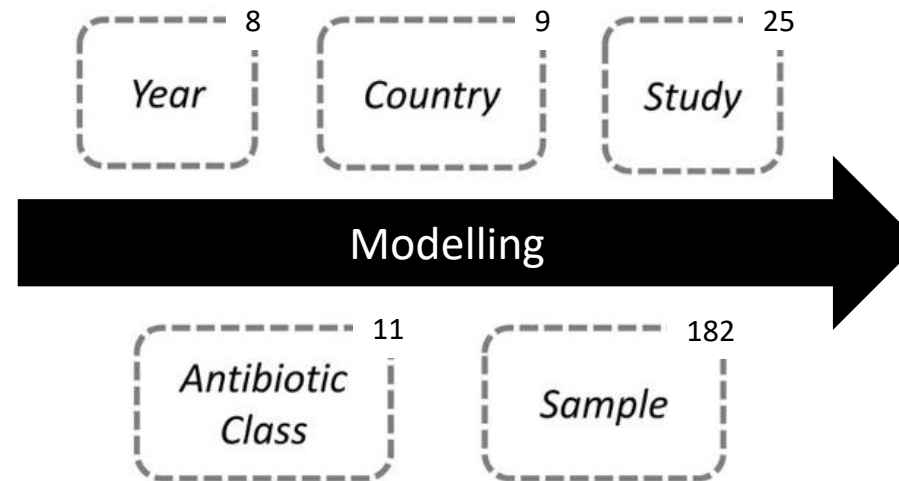 8
Year
9
Country
25
Study
Modelling
11
Antibiotic
Class
182
Sample